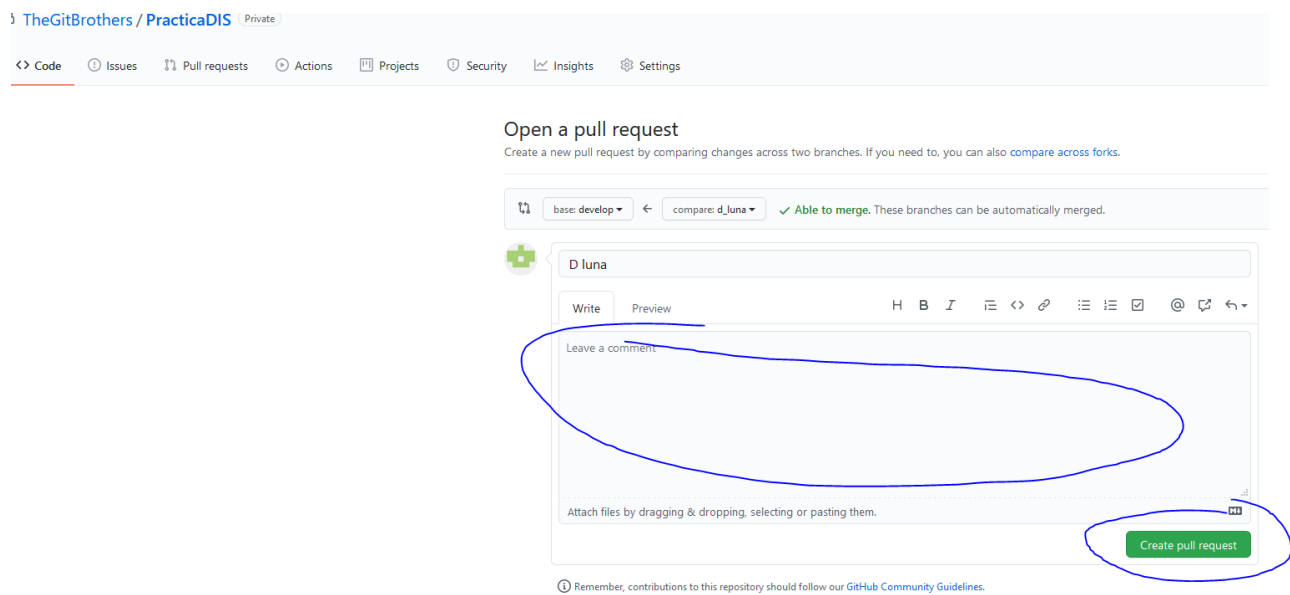 TheGitBrothers / PracticaDIS Private
<> Code Issues Pull requests Actions Projects Security Insights Settings
Open a pull request
Create a new pull request by comparing changes across two branches. If you need to, you can also compare across forks.
base: develop ← compare: d_luna ✓ Able to merge. These branches can be automatically merged.
D luna
Write Preview H B I <> @
Leave a comment
Attach files by dragging & dropping, selecting or pasting them.
Create pull request
Remember, contributions to this repository should follow our GitHub Community Guidelines.